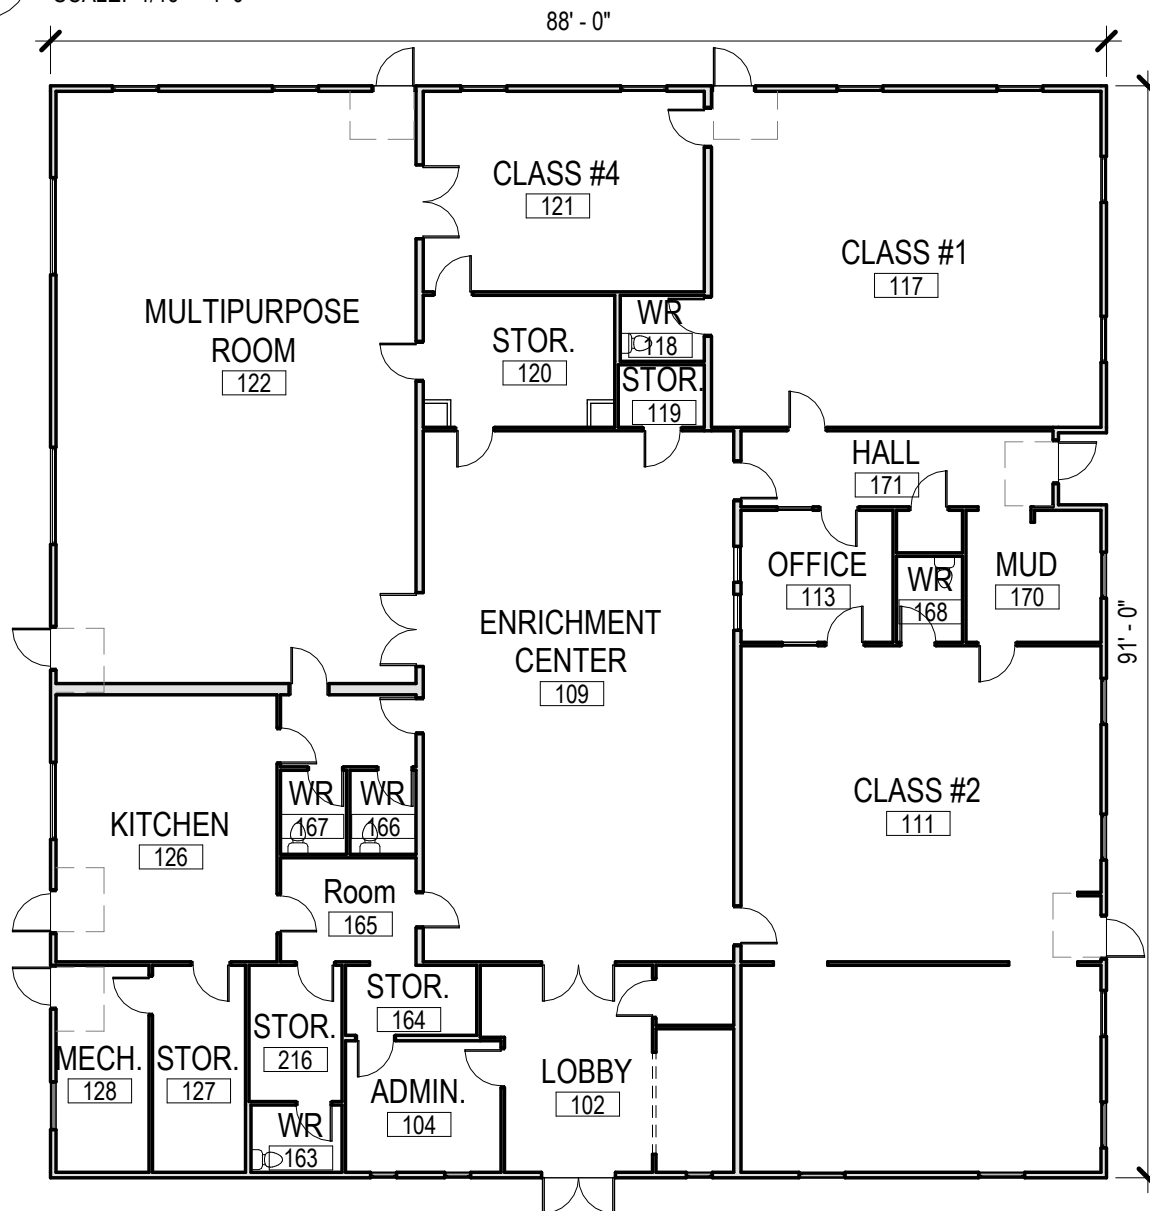 88' - 0"
CLASS #4
121
CLASS #1
117
MULTIPURPOSE
ROOM
122
WR
118
STOR.
120
STOR.
119
HALL
171
OFFICE
113
WR
168
MUD
170
91' - 0"
ENRICHMENT
CENTER
109
WR
167
WR
166
CLASS #2
111
KITCHEN
126
Room
165
STOR.
164
STOR.
216
MECH.
128
STOR.
127
ADMIN.
104
LOBBY
102
WR
163